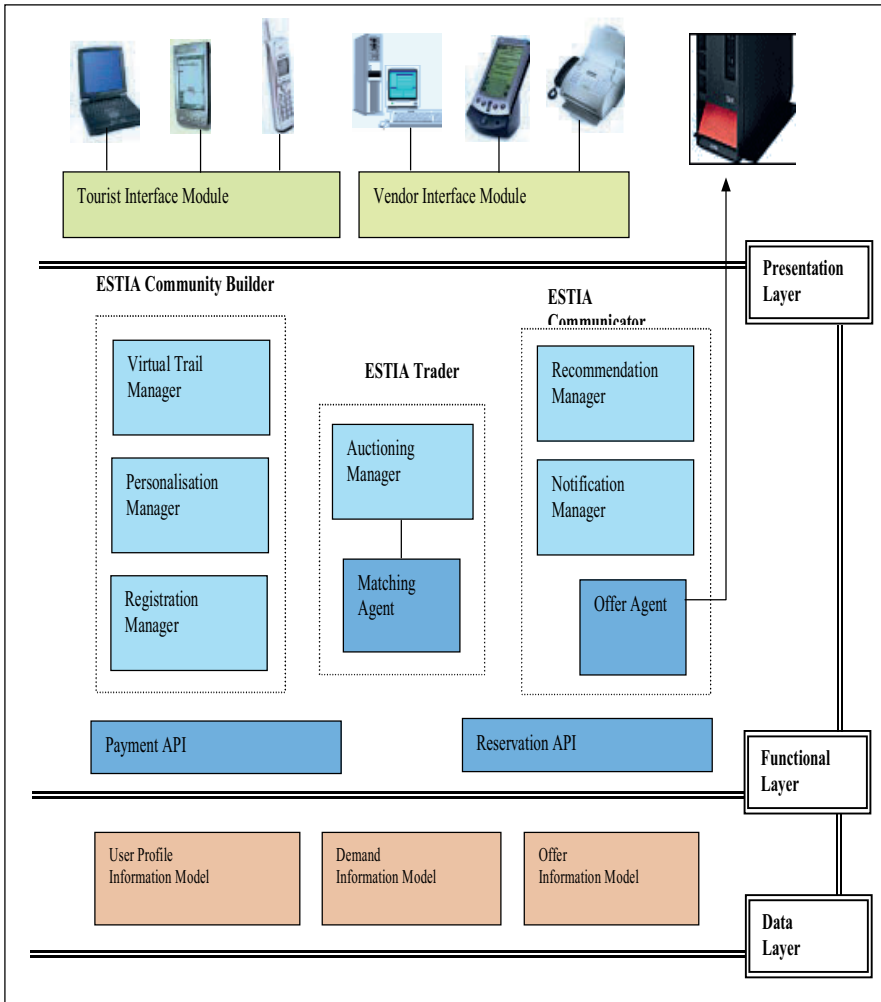 Tourist Interface Module
Vendor Interface Module
Presentation
Layer
ESTIA Community Builder
ESTIA
Communicator
ESTIA Trader
Virtual Trail
Manager
Personalisation
Manager
Registration
Manager
Auctioning
Manager
Matching
Agent
Recommendation
Manager
Notification
Manager
Offer Agent
Payment API
Reservation API
Functional
Layer
User Profile
Information Model
Demand
Information Model
Offer
Information Model
Data
Layer